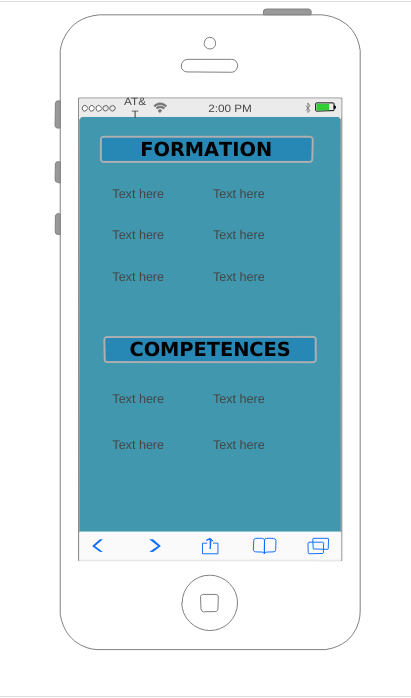 AT&
T
2:00 PM
FORMATION
Text here Text here
Text here Text here
Text here Text here
COMPETENCES
Text here Text here
Text here Text here